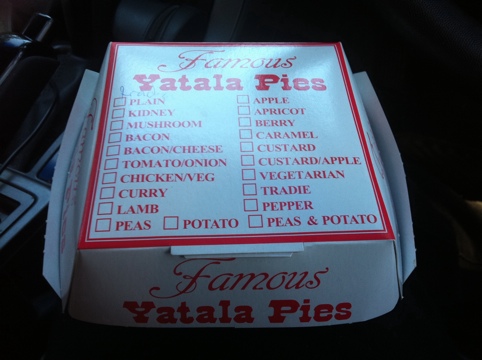 Famous
Yatala Pies
PLAIN APPLE
KIDNEY APRICOT
MUSHROOM BERRY
BACON CARAMEL
BACON/CHEESE CUSTARD
TOMATO/ONION CUSTARD/APPLE
CHICKEN/VEG VEGETARIAN
CURRY TRADIE
LAMB PEPPER
PEAS POTATO PEAS & POTATO
Famous
Yatala Pies